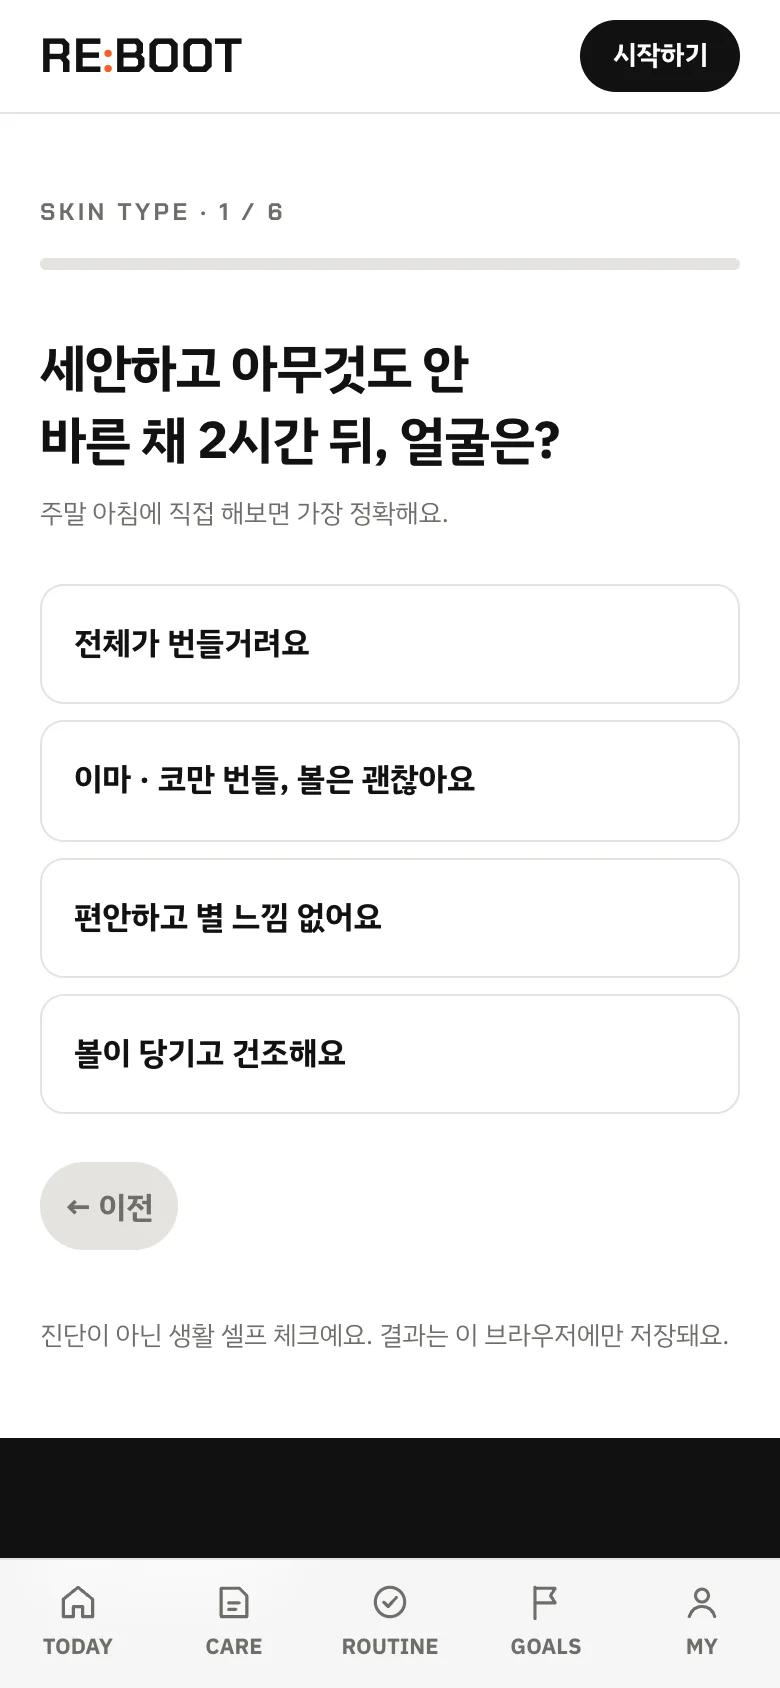 RE:BOOT
시작하기
SKIN TYPE · 1 / 6
세안하고 아무것도 안
바른 채 2시간 뒤, 얼굴은?
주말 아침에 직접 해보면 가장 정확해요.
전체가 번들거려요
이마 · 코만 번들, 볼은 괜찮아요
편안하고 별 느낌 없어요
볼이 당기고 건조해요
← 이전
진단이 아닌 생활 셀프 체크예요. 결과는 이 브라우저에만 저장돼요.
TODAY
CARE
ROUTINE
GOALS
MY